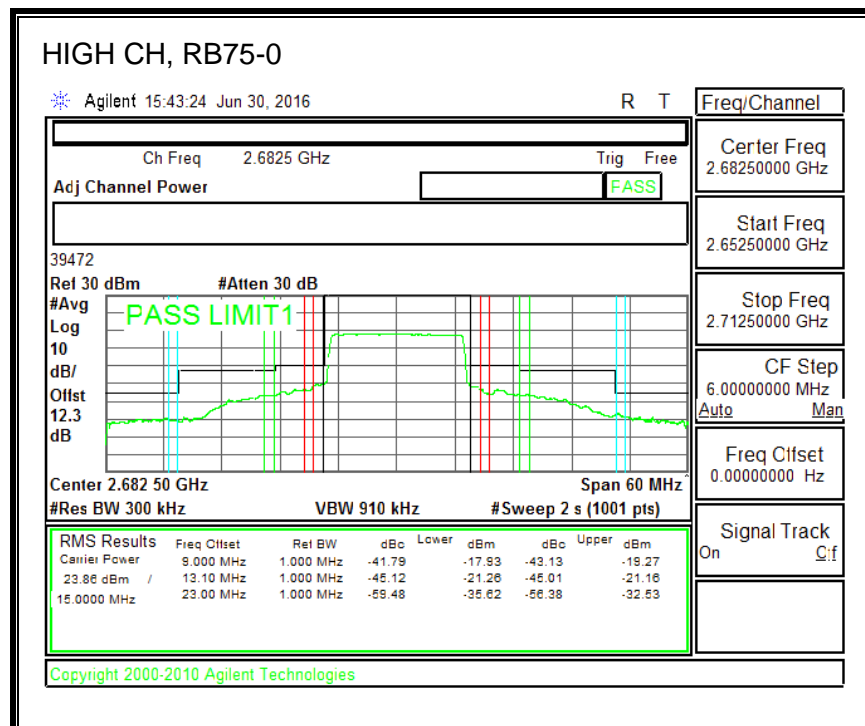 HIGH CH, RB75-0
Agilent 15:43:24 Jun 30, 2016 R T
Freq/Channel
Ch Freq 2.6825 GHz Trig Free
Adj Channel Power PASS
Center Freq
2.68250000 GHz
Start Freq
2.65250000 GHz
39472
Ref 30 dBm #Atten 30 dB
#Avg
Log
10
dB/
Offst
12.3
dB
PASS LIMIT1
Stop Freq
2.71250000 GHz
CF Step
6.00000000 MHz
Auto Man
Freq Offset
0.00000000 Hz
Center 2.682 50 GHz Span 60 MHz
#Res BW 300 kHz VBW 910 kHz #Sweep 2 s (1001 pts)
Signal Track
On Off
RMS Results Freq Offset Ref BW dBc Lower dBm dBc Upper dBm
Carrier Power 9.000 MHz 1.000 MHz -41.79 -17.93 -43.13 -19.27
23.86 dBm / 13.10 MHz 1.000 MHz -45.12 -21.26 -45.01 -21.16
15.0000 MHz 23.00 MHz 1.000 MHz -59.48 -35.62 -56.38 -32.53
Copyright 2000-2010 Agilent Technologies